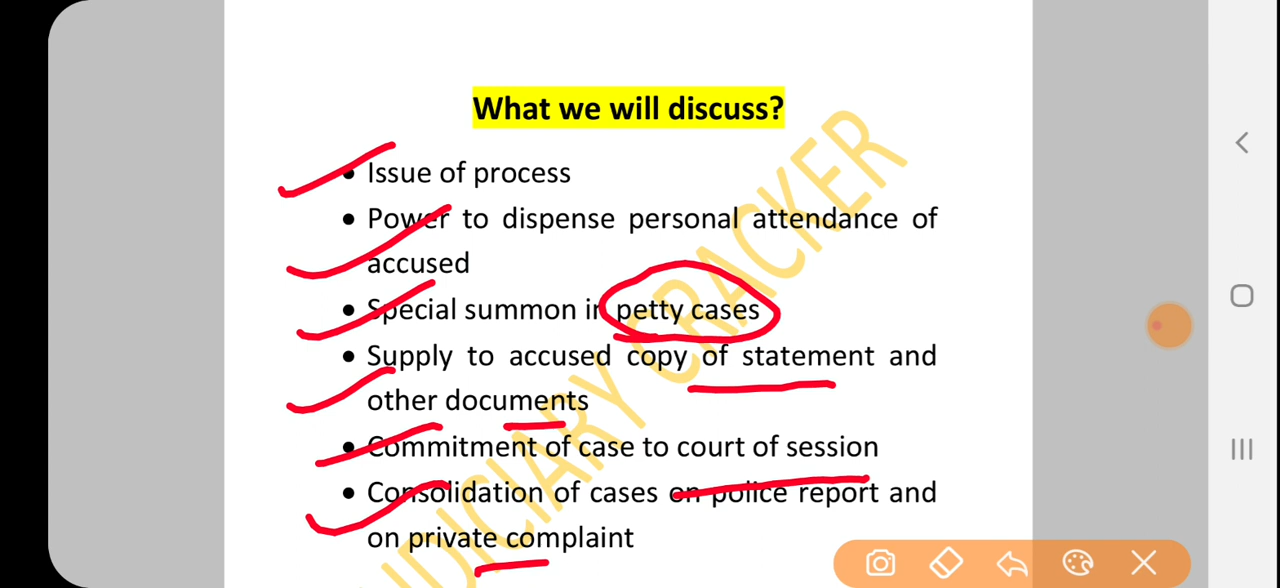 What we will discuss?
• Issue of process
• Power to dispense personal attendance of
accused
• Special summon in petty cases
• Supply to accused copy of statement and
other documents
• Commitment of case to court of session
• Consolidation of cases on police report and
on private complaint
JUDICIARY CRACKER